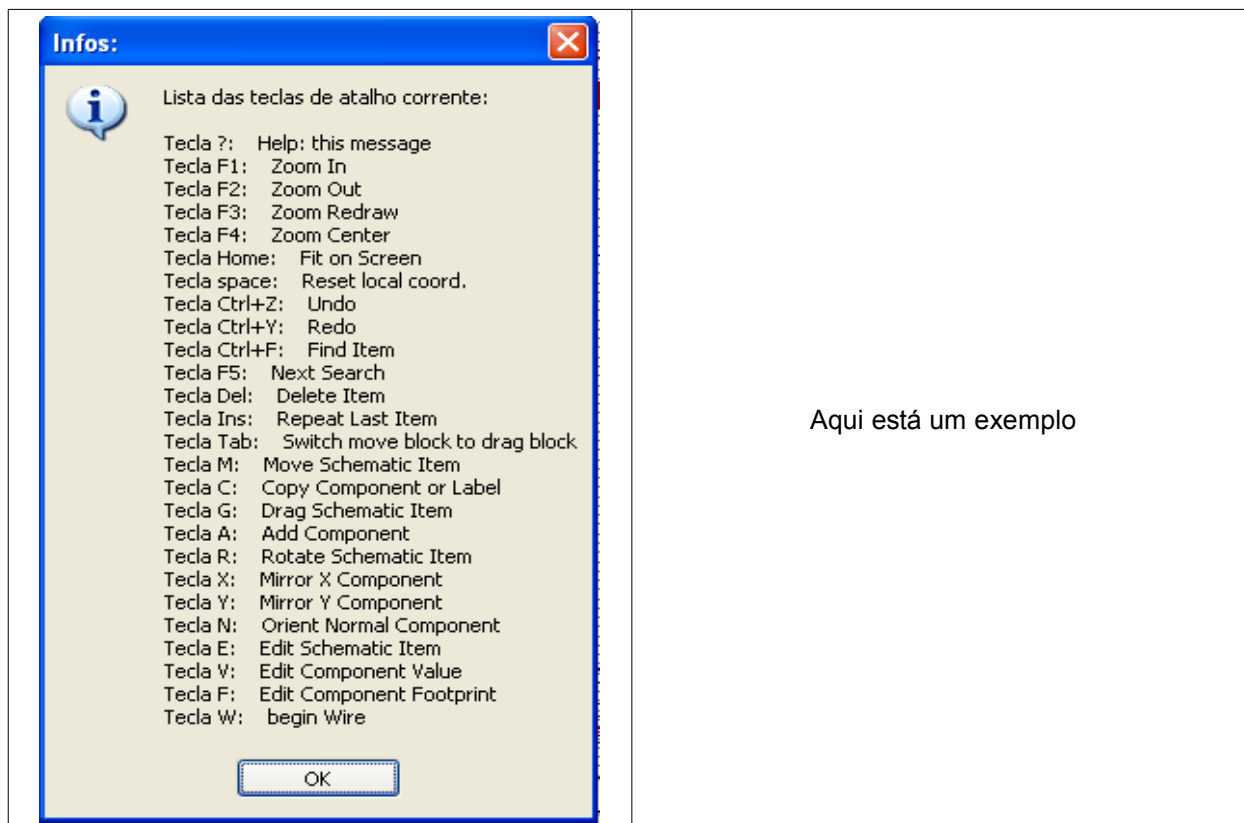 Infos:
Lista das teclas de atalho corrente:
Tecla ?: Help: this message
Tecla F1: Zoom In
Tecla F2: Zoom Out
Tecla F3: Zoom Redraw
Tecla F4: Zoom Center
Tecla Home: Fit on Screen
Tecla space: Reset local coord.
Tecla Ctrl+Z: Undo
Tecla Ctrl+Y: Redo
Tecla Ctrl+F: Find Item
Tecla F5: Next Search
Tecla Del: Delete Item
Tecla Ins: Repeat Last Item
Tecla Tab: Switch move block to drag block
Tecla M: Move Schematic Item
Tecla C: Copy Component or Label
Tecla G: Drag Schematic Item
Tecla A: Add Component
Tecla R: Rotate Schematic Item
Tecla X: Mirror X Component
Tecla Y: Mirror Y Component
Tecla N: Orient Normal Component
Tecla E: Edit Schematic Item
Tecla V: Edit Component Value
Tecla F: Edit Component Footprint
Tecla W: begin Wire
OK
Aqui está um exemplo